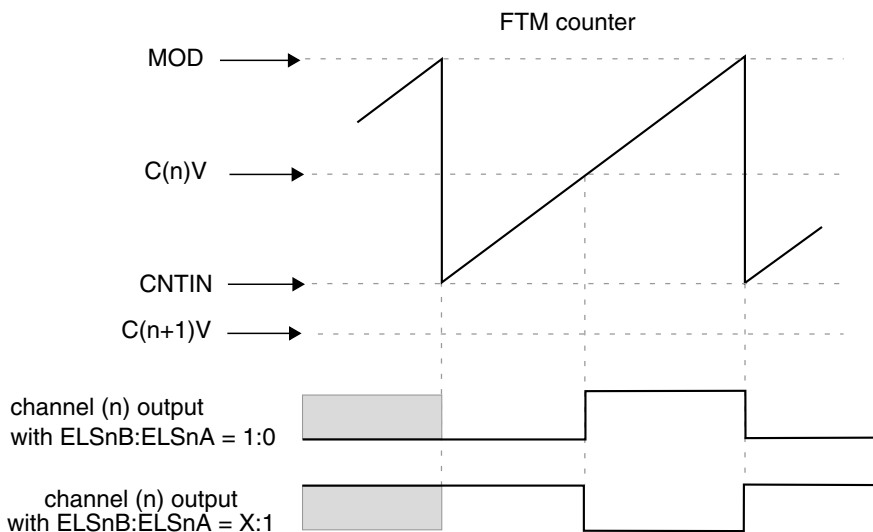 FTM counter
MOD
C(n)V
CNTIN
C(n+1)V
channel (n) output
with ELSnB:ELSnA = 1:0
channel (n) output
with ELSnB:ELSnA = X:1